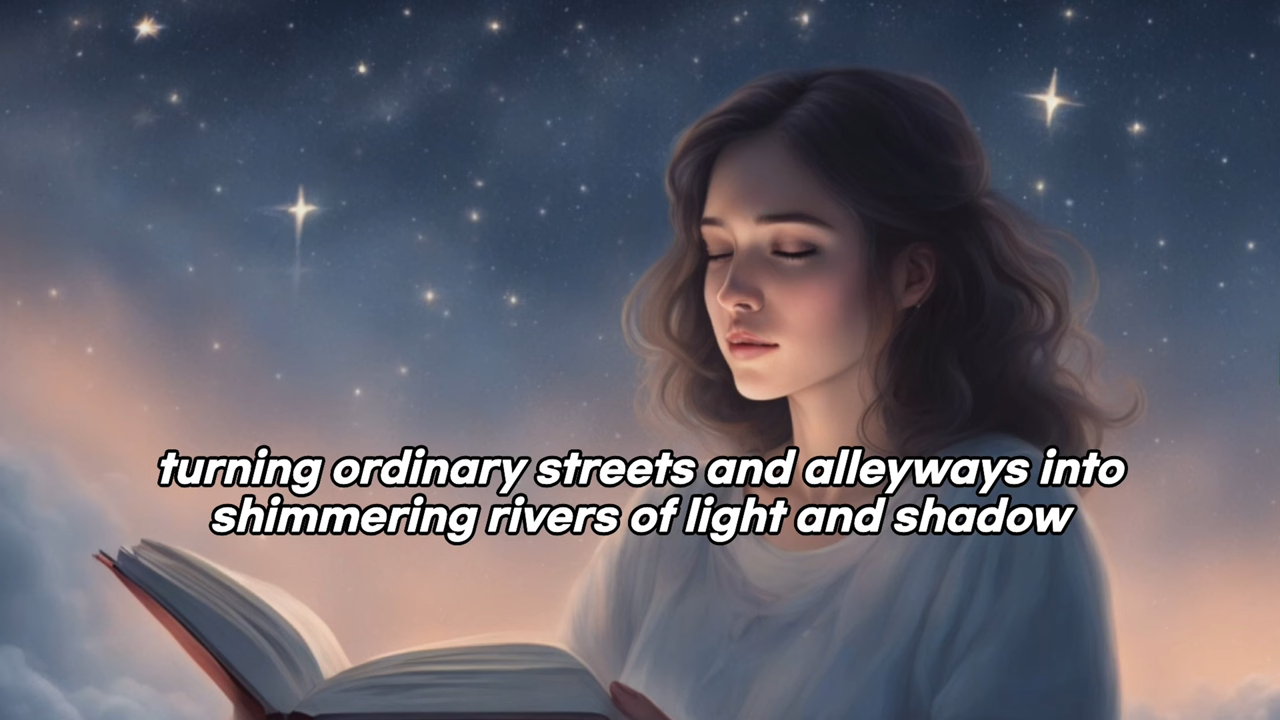 turning ordinary streets and alleyways into
shimmering rivers of light and shadow